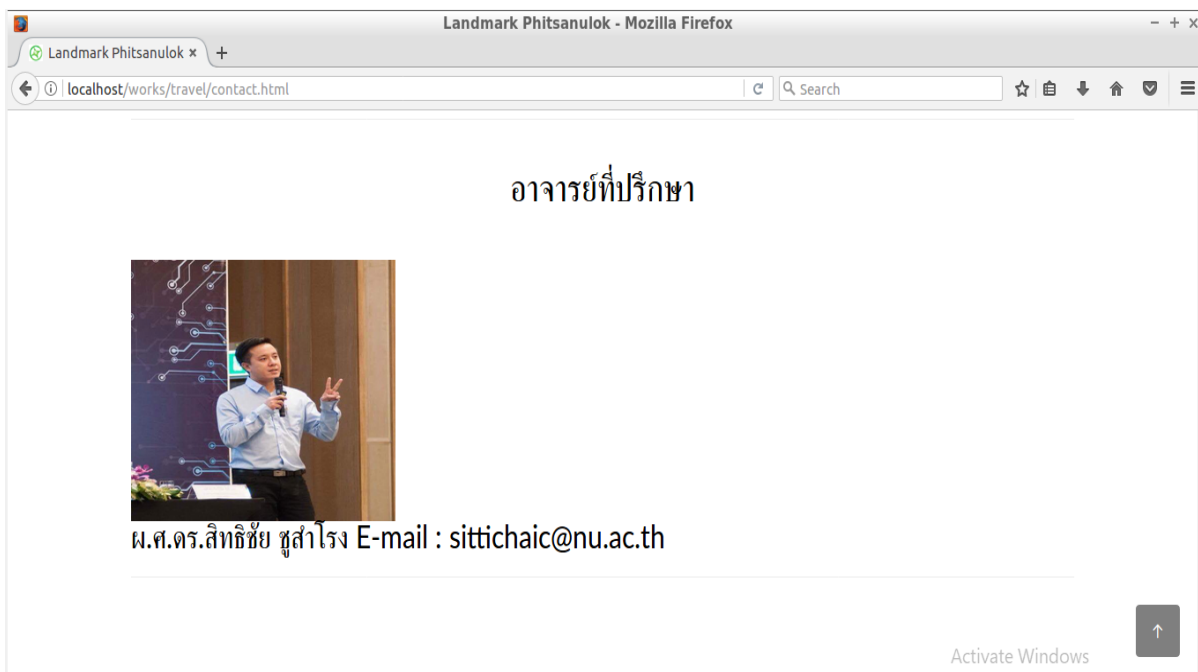 Landmark Phitsanulok - Mozilla Firefox
Landmark Phitsanulok
localhost/works/travel/contact.html
Search
อาจารย์ที่ปรึกษา
ผ.ศ.ดร.สิทธิชัย ชูสำโรง E-mail : sittichaic@nu.ac.th
Activate Windows